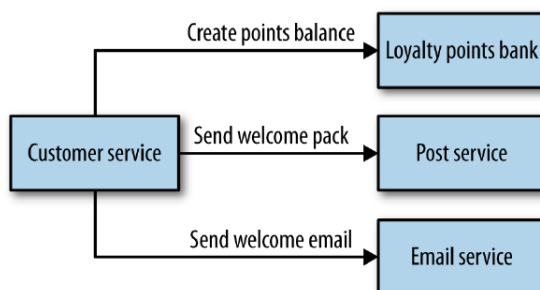 Create points balance
Loyalty points bank
Customer service
Send welcome pack
Post service
Send welcome email
Email service